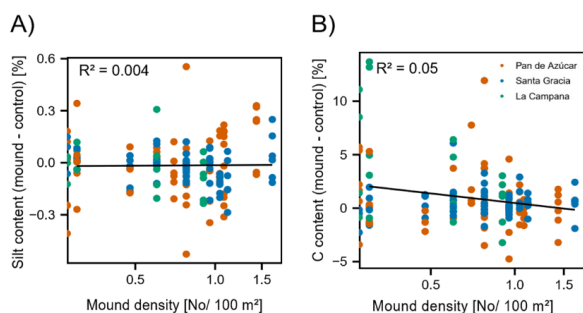 A)
R² = 0.004
Silt content (mound - control) [%]
0.6
0.3
0.0
−0.3
0.5
1.0
1.5
Mound density [No/ 100 m²]
B)
R² = 0.05
Pan de Azúcar
Santa Gracia
La Campana
C content (mound - control) [%]
10
5
0
−5
0.5
1.0
1.5
Mound density [No/ 100 m²]